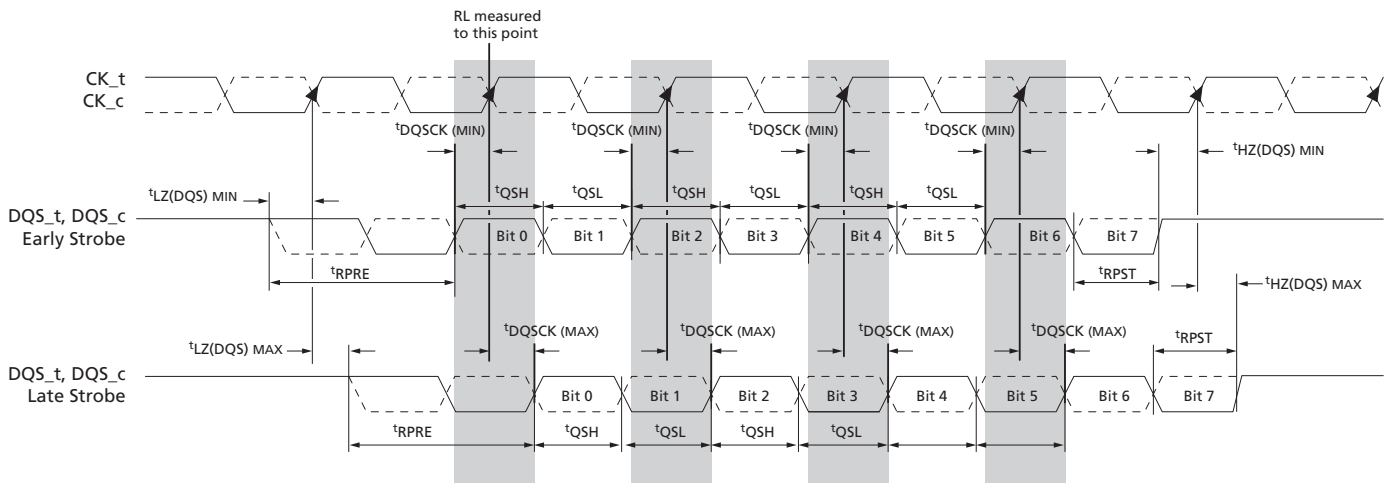 RL measured
to this point
CK_t
CK_c
tDQSCK (MIN) tDQSCK (MIN) tDQSCK (MIN) tDQSCK (MIN)
tHZ(DQS) MIN
tLZ(DQS) MIN
tQSH tQSL tQSH tQSL tQSH tQSL
DQS_t, DQS_c
Early Strobe
Bit 0 Bit 1 Bit 2 Bit 3 Bit 4 Bit 5 Bit 6 Bit 7
tRPRE
tRPST
tHZ(DQS) MAX
tDQSCK (MAX) tDQSCK (MAX) tDQSCK (MAX) tDQSCK (MAX)
tRPST
tLZ(DQS) MAX
DQS_t, DQS_c
Late Strobe
Bit 0 Bit 1 Bit 2 Bit 3 Bit 4 Bit 5 Bit 6 Bit 7
tRPRE
tQSH tQSL tQSH tQSL